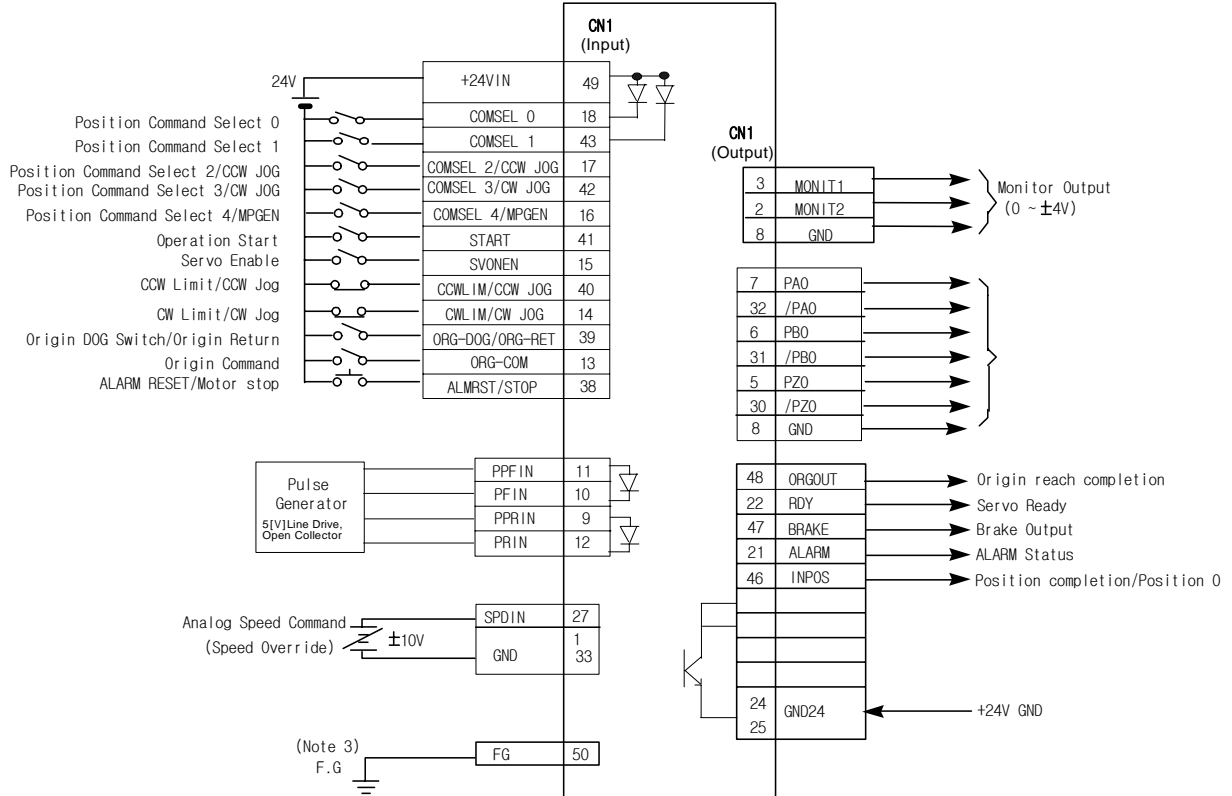 CN1
(Input)
24V
+24VIN 49
Position Command Select 0 COMSEL 0 18
Position Command Select 1 COMSEL 1 43
Position Command Select 2/CCW JOG COMSEL 2/CCW JOG 17
Position Command Select 3/CW JOG COMSEL 3/CW JOG 42
Position Command Select 4/MPGEN COMSEL 4/MPGEN 16
Operation Start START 41
Servo Enable SVONEN 15
CCW Limit/CCW Jog CCWLIM/CCW JOG 40
CW Limit/CW Jog CWLIM/CW JOG 14
Origin DOG Switch/Origin Return ORG-DOG/ORG-RET 39
Origin Command ORG-COM 13
ALARM RESET/Motor stop ALMRST/STOP 38
Pulse
Generator
5[V]Line Drive,
Open Collector
PPFIN 11
PFIN 10
PPRIN 9
PRIN 12
Analog Speed Command
(Speed Override)
±10V
SPDIN 27
GND 1
33
(Note 3)
F.G
FG 50
CN1
(Output)
3 MONIT1
2 MONIT2
8 GND
Monitor Output
(0 ~ ±4V)
7 PAO
32 /PAO
6 PBO
31 /PBO
5 PZO
30 /PZO
8 GND
48 ORGOUT Origin reach completion
22 RDY Servo Ready
47 BRAKE Brake Output
21 ALARM ALARM Status
46 INPOS Position completion/Position 0
24
25
GND24 +24V GND